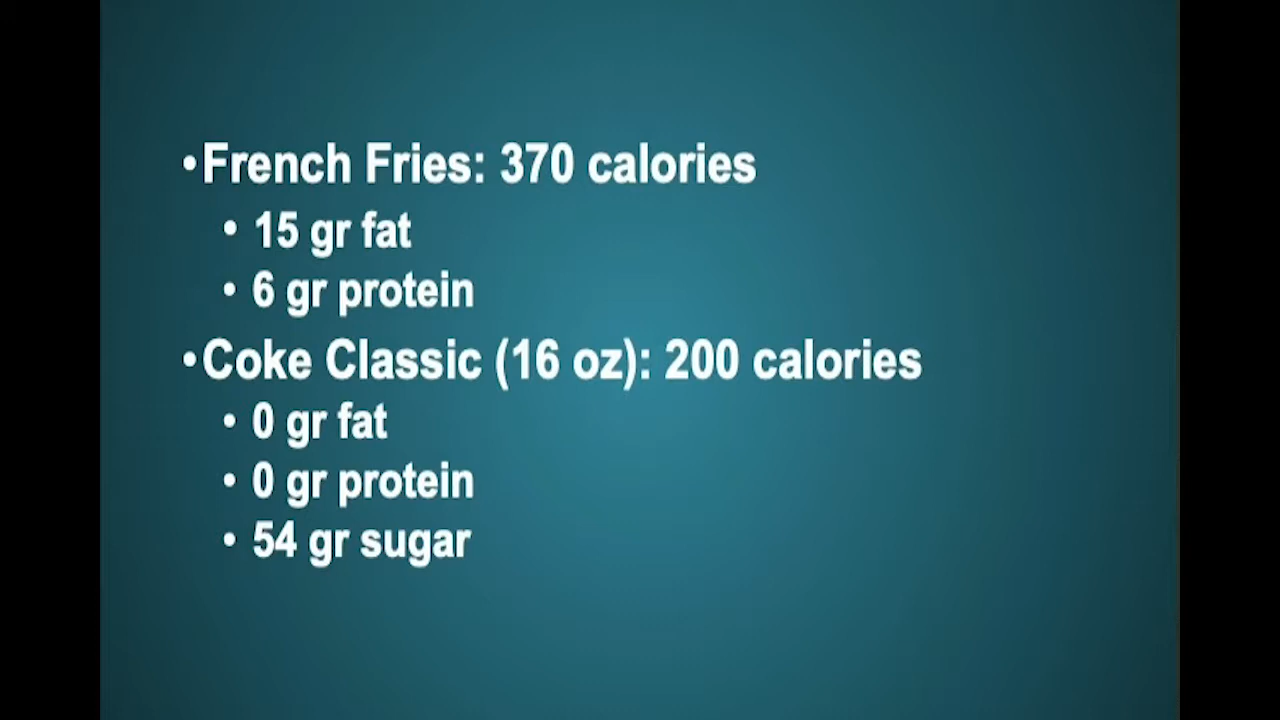 •French Fries: 370 calories
• 15 gr fat
• 6 gr protein
•Coke Classic (16 oz): 200 calories
• 0 gr fat
• 0 gr protein
• 54 gr sugar